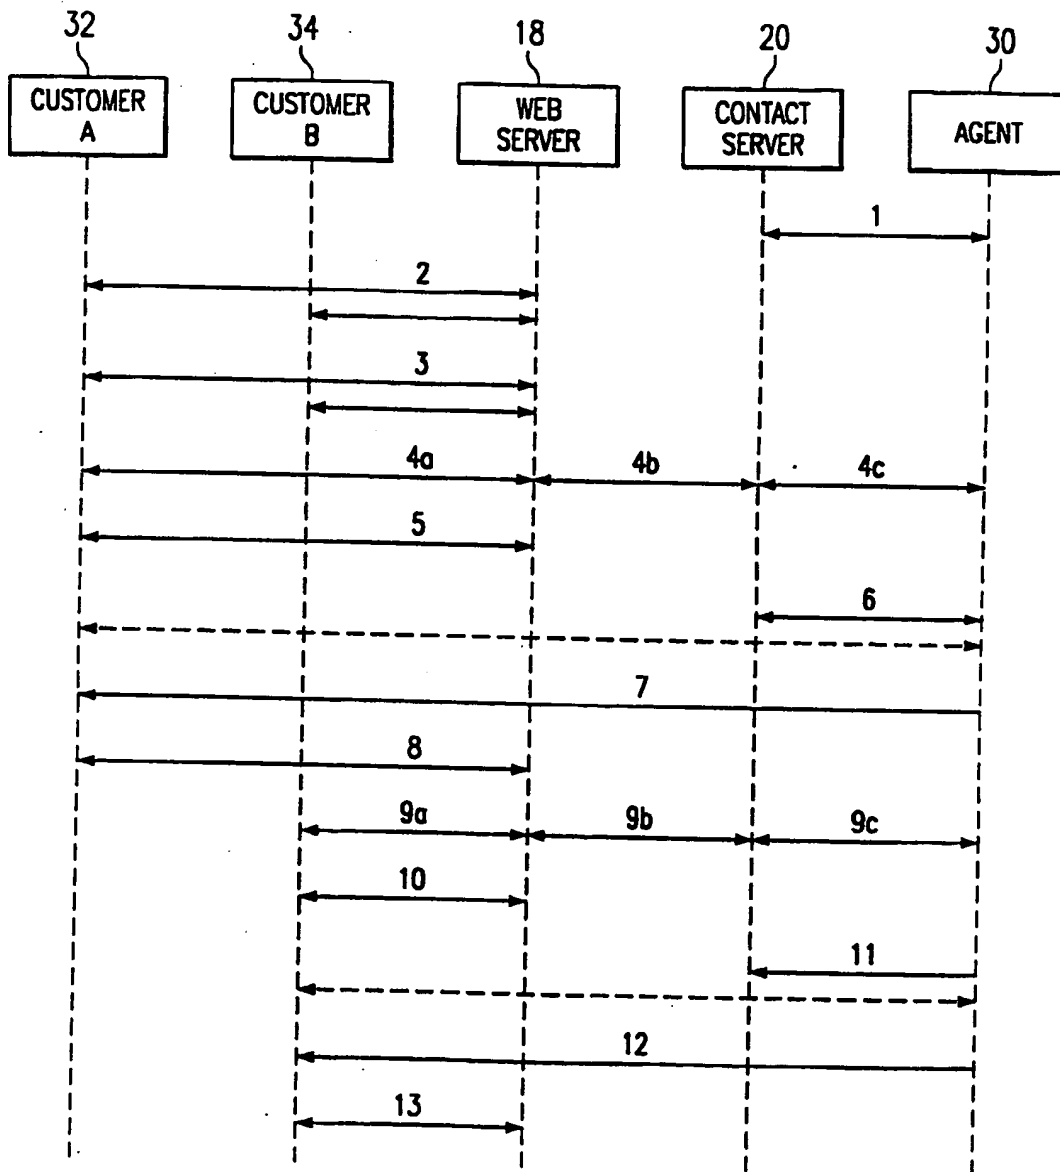 32 34 18 20 30
CUSTOMER A
CUSTOMER B
WEB SERVER
CONTACT SERVER
AGENT
1
2
3
4a 4b 4c
5
6
7
8
9a 9b 9c
10
11
12
13